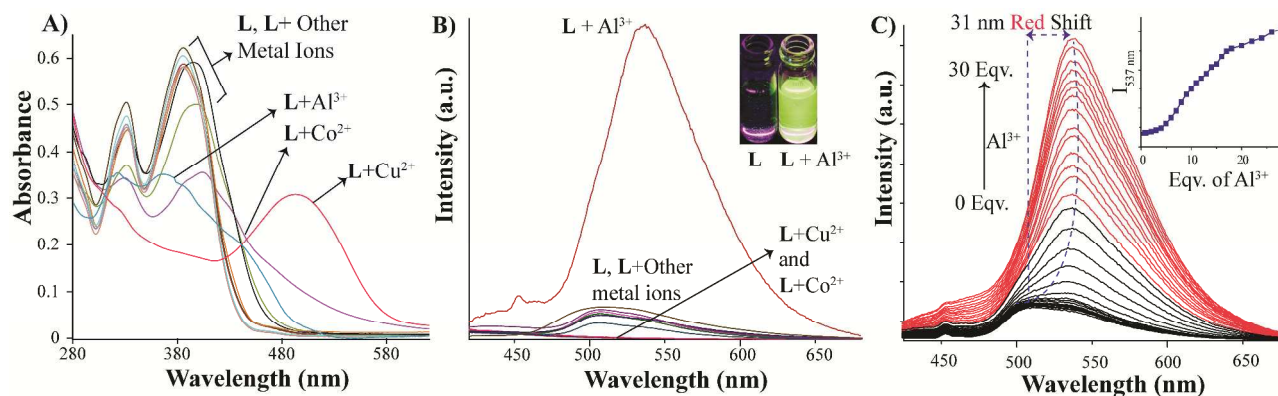 A)
L, L+ Other
Metal Ions
L+Al³⁺
L+Co²⁺
L+Cu²⁺
0.6
0.5
0.4
0.3
0.2
0.1
0
280
380
480
580
Absorbance
Wavelength (nm)
B)
L + Al³⁺
L
L + Al³⁺
L+Cu²⁺
and
L+Co²⁺
L, L+Other
metal ions
450
500
550
600
650
Intensity (a.u.)
Wavelength (nm)
C)
31 nm Red Shift
30 Eqv.
Al³⁺
0 Eqv.
I 537 nm
0
10
20
Eqv. of Al³⁺
450
500
550
600
650
Intensity (a.u.)
Wavelength (nm)